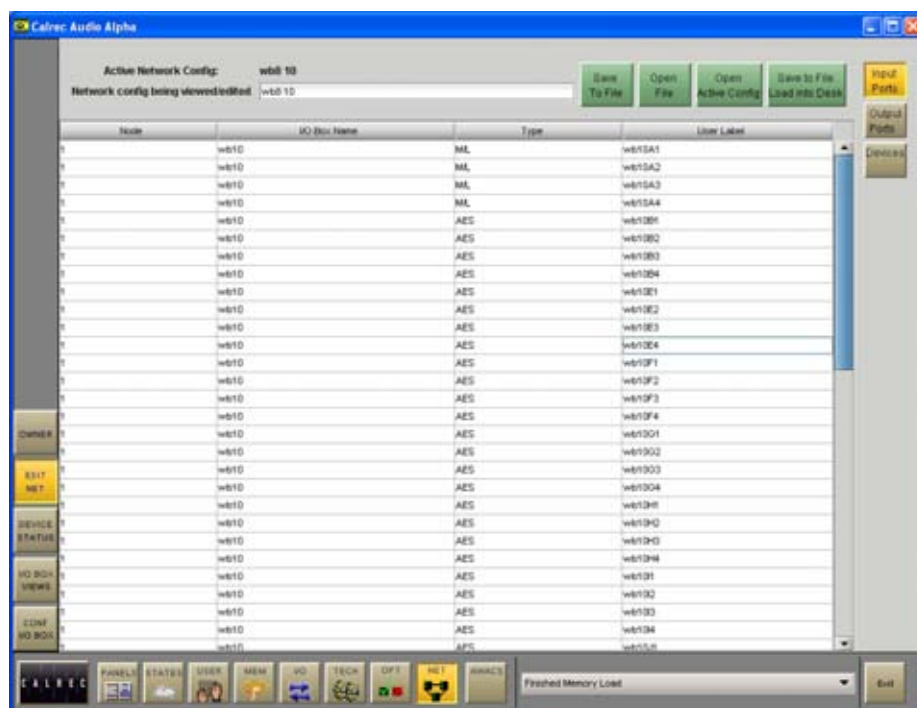 Calrec Audio Alpha
Active Network Config: wb8 10
Network config being viewed/edited wb8 10
Save To File
Open File
Open Active Config
Save to File Load into Desk
Input Ports
Output Ports
Devices
Node I/O Box Name Type User Label
1 wb10 M/L wb10A1
1 wb10 M/L wb10A2
1 wb10 M/L wb10A3
1 wb10 M/L wb10A4
1 wb10 AES wb10B1
1 wb10 AES wb10B2
1 wb10 AES wb10B3
1 wb10 AES wb10B4
1 wb10 AES wb10E1
1 wb10 AES wb10E2
1 wb10 AES wb10E3
1 wb10 AES wb10E4
1 wb10 AES wb10F1
1 wb10 AES wb10F2
1 wb10 AES wb10F3
1 wb10 AES wb10F4
1 wb10 AES wb10G1
1 wb10 AES wb10G2
1 wb10 AES wb10G3
1 wb10 AES wb10G4
1 wb10 AES wb10H1
1 wb10 AES wb10H2
1 wb10 AES wb10H3
1 wb10 AES wb10H4
1 wb10 AES wb10I1
1 wb10 AES wb10I2
1 wb10 AES wb10I3
1 wb10 AES wb10I4
1 wb10 AES wb10J1
OWNER
EDIT NET
DEVICE STATUS
I/O BOX VIEWS
CONF I/O BOX
CALREC
PANELS
STATUS
USER
MEM
I/O
TECH
OPT
NET
AWACS
Finished Memory Load
Exit